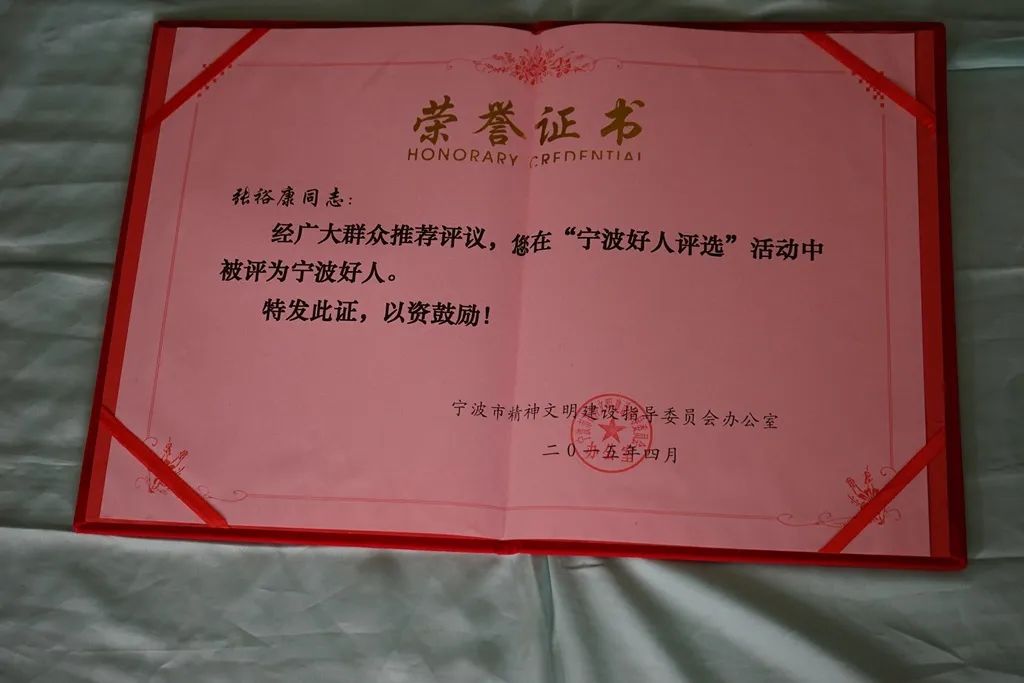 荣誉证书
HONORARY CREDENTIAL
张裕康同志：
经广大群众推荐评议，您在“宁波好人评选”活动中
被评为宁波好人。
特发此证，以资鼓励！
宁波市精神文明建设指导委员会办公室
二0一五年四月